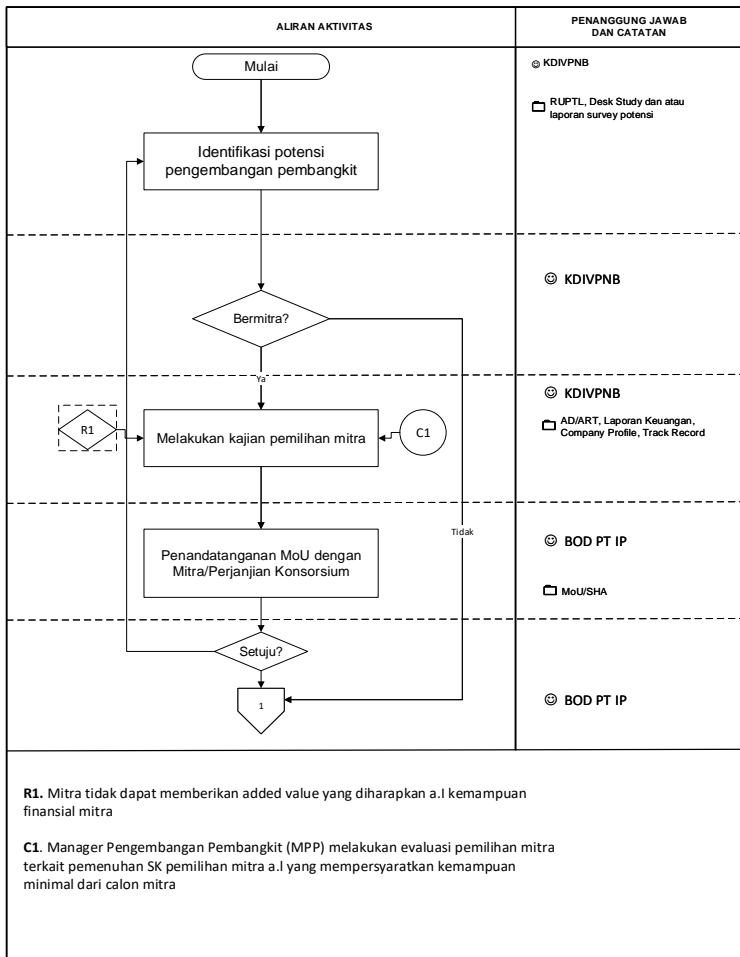 ALIRAN AKTIVITAS
PENANGGUNG JAWAB
DAN CATATAN
Mulai
☺ KDIVPNB
RUPTL, Desk Study dan atau
laporan survey potensi
Identifikasi potensi
pengembangan pembangkit
☺ KDIVPNB
Bermitra?
Ya
☺ KDIVPNB
AD/ART, Laporan Keuangan,
Company Profile, Track Record
R1
Melakukan kajian pemilihan mitra
C1
Tidak
Penandatanganan MoU dengan
Mitra/Perjanjian Konsorsium
☺ BOD PT IP
MoU/SHA
Setuju?
1
☺ BOD PT IP
R1. Mitra tidak dapat memberikan added value yang diharapkan a.l kemampuan
finansial mitra
C1. Manager Pengembangan Pembangkit (MPP) melakukan evaluasi pemilihan mitra
terkait pemenuhan SK pemilihan mitra a.l yang mempersyaratkan kemampuan
minimal dari calon mitra